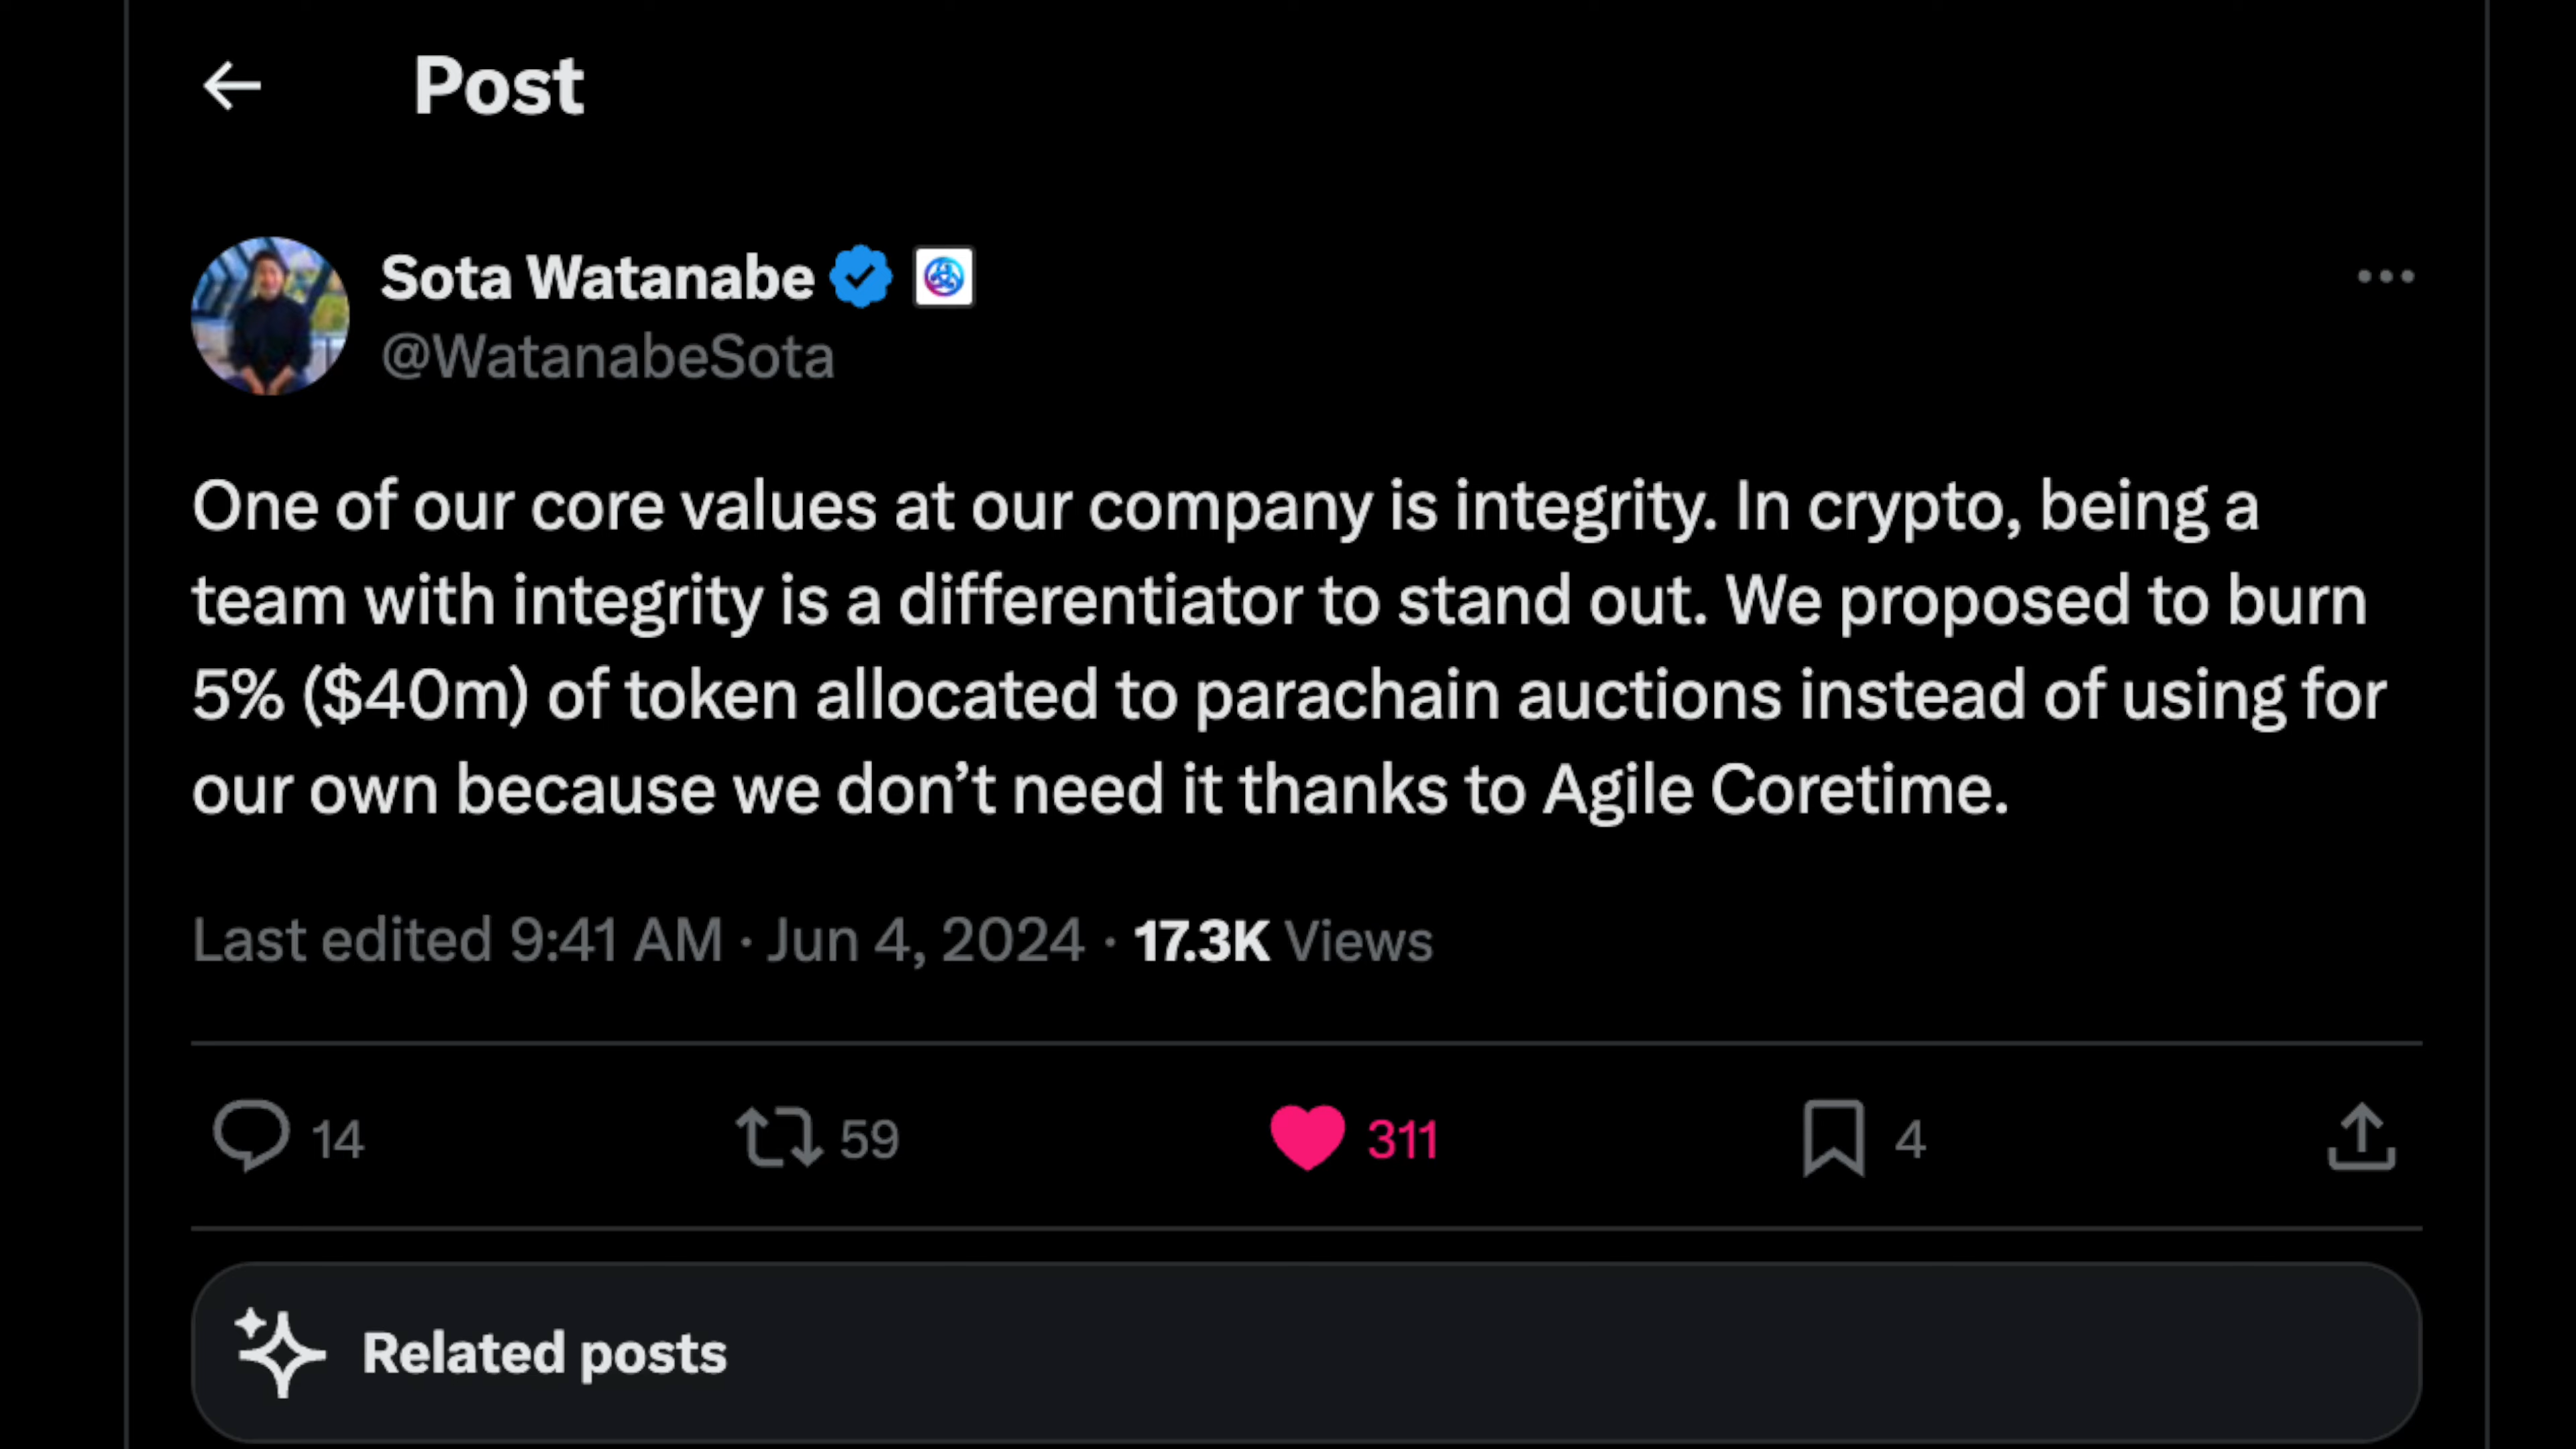 Post
Sota Watanabe
@WatanabeSota
One of our core values at our company is integrity. In crypto, being a
team with integrity is a differentiator to stand out. We proposed to burn
5% ($40m) of token allocated to parachain auctions instead of using for
our own because we don’t need it thanks to Agile Coretime.
Last edited 9:41 AM · Jun 4, 2024 · 17.3K Views
14 59 311 4
Related posts